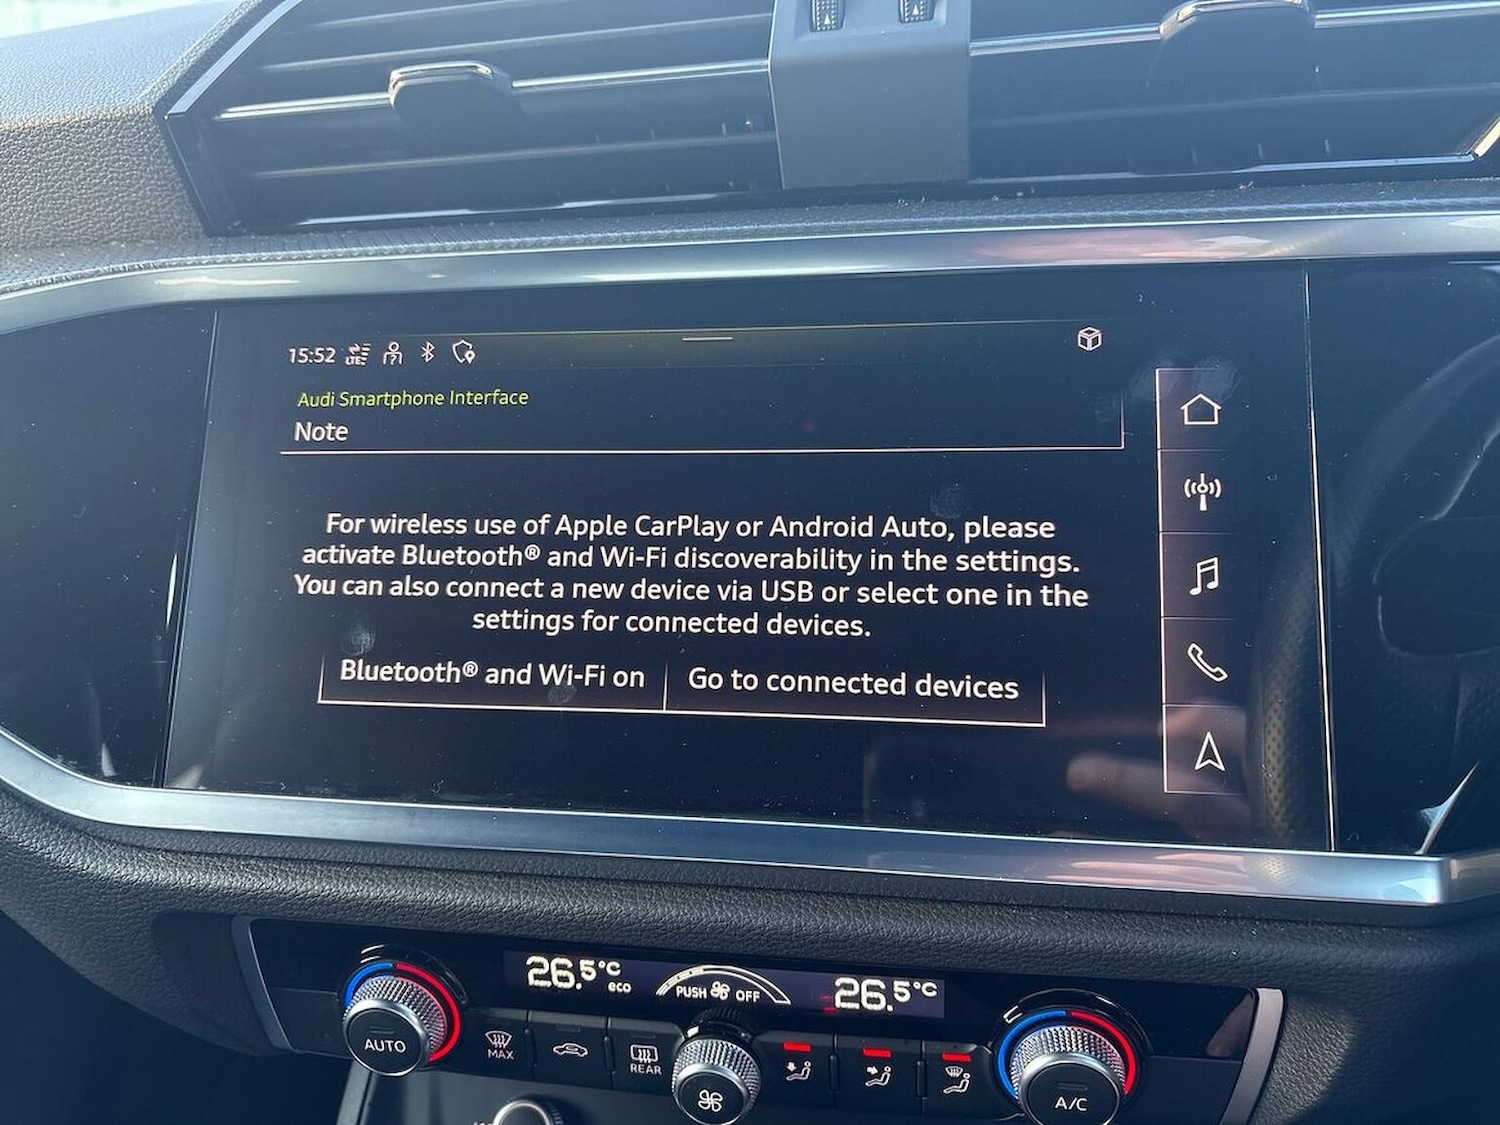 15:52 LTE
Audi Smartphone Interface
Note
For wireless use of Apple CarPlay or Android Auto, please
activate Bluetooth® and Wi-Fi discoverability in the settings.
You can also connect a new device via USB or select one in the
settings for connected devices.
Bluetooth® and Wi-Fi on
Go to connected devices
26.5°C
eco
PUSH OFF
26.5°C
AUTO
MAX
REAR
A/C